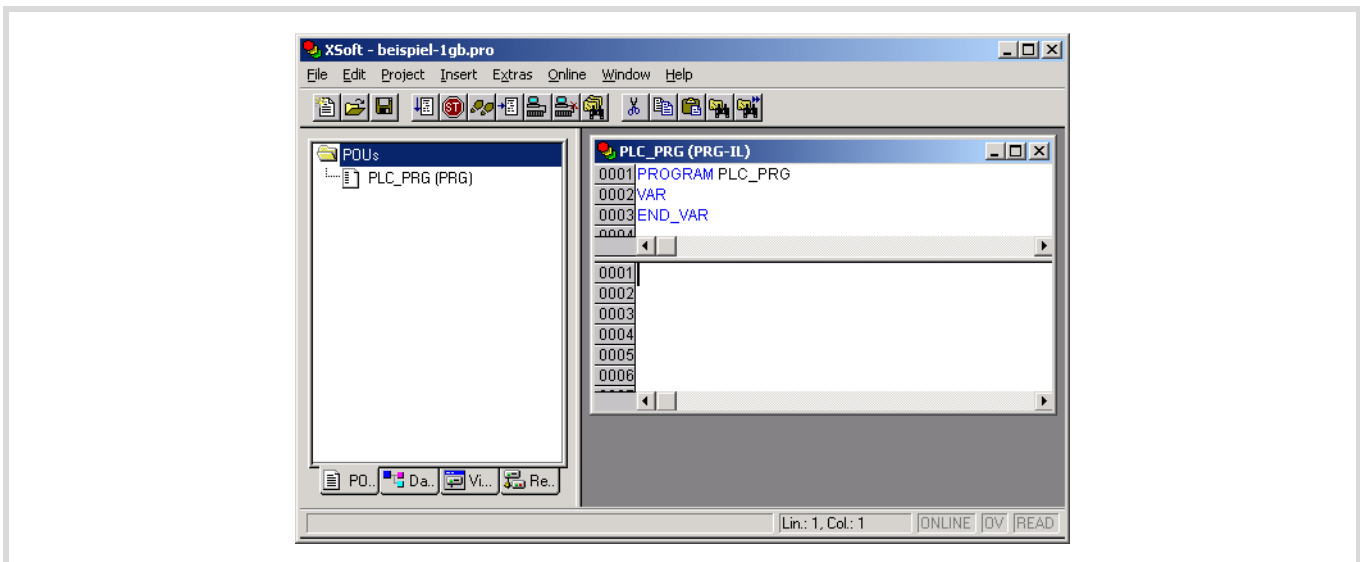 XSoft - beispiel-1gb.pro
File Edit Project Insert Extras Online Window Help
ST
POUs
PLC_PRG (PRG)
PLC_PRG (PRG-IL)
0001 PROGRAM PLC_PRG
0002 VAR
0003 END_VAR
0004
0001
0002
0003
0004
0005
0006
PO.. Da.. Vi... Re..
Lin.: 1, Col.: 1 ONLINE OV READ